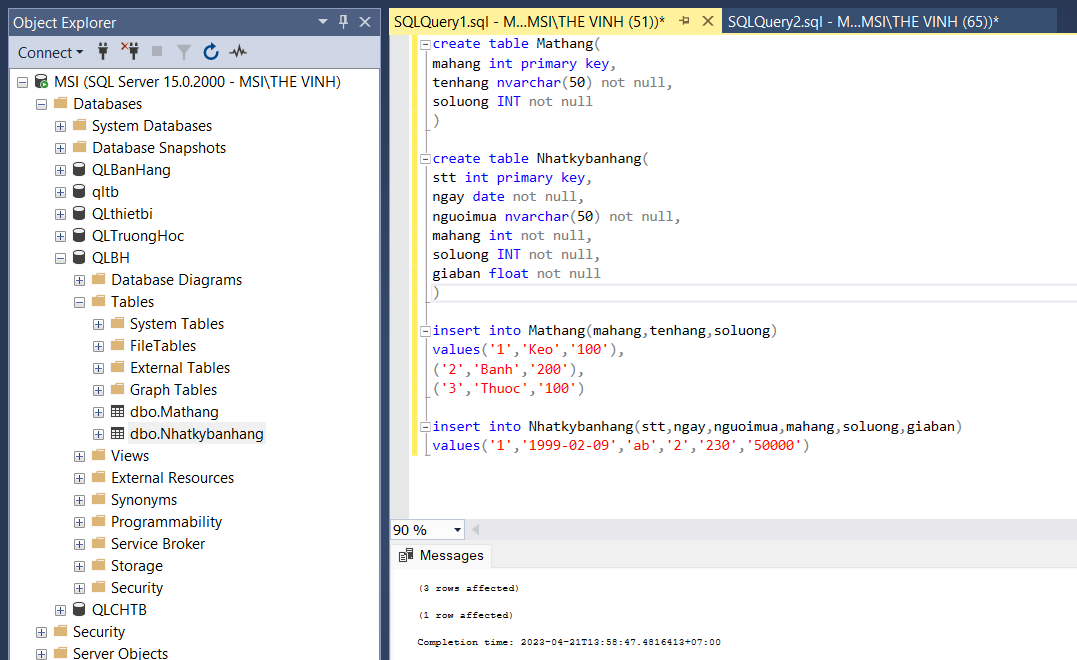 Object Explorer
Connect
MSI (SQL Server 15.0.2000 - MSI\THE VINH)
Databases
System Databases
Database Snapshots
QLBanHang
qltb
QLthietbi
QLTruongHoc
QLBH
Database Diagrams
Tables
System Tables
FileTables
External Tables
Graph Tables
dbo.Mathang
dbo.Nhatkybanhang
Views
External Resources
Synonyms
Programmability
Service Broker
Storage
Security
QLCHTB
Security
Server Objects
SQLQuery1.sql - M...MSI\THE VINH (51))*
SQLQuery2.sql - M...MSI\THE VINH (65))*
create table Mathang(
mahang int primary key,
tenhang nvarchar(50) not null,
soluong INT not null
)
create table Nhatkybanhang(
stt int primary key,
ngay date not null,
nguoimua nvarchar(50) not null,
mahang int not null,
soluong INT not null,
giaban float not null
)
insert into Mathang(mahang,tenhang,soluong)
values('1','Keo','100'),
('2','Banh','200'),
('3','Thuoc','100')
insert into Nhatkybanhang(stt,ngay,nguoimua,mahang,soluong,giaban)
values('1','1999-02-09','ab','2','230','50000')
90 %
Messages
(3 rows affected)
(1 row affected)
Completion time: 2023-04-21T13:58:47.4816413+07:00